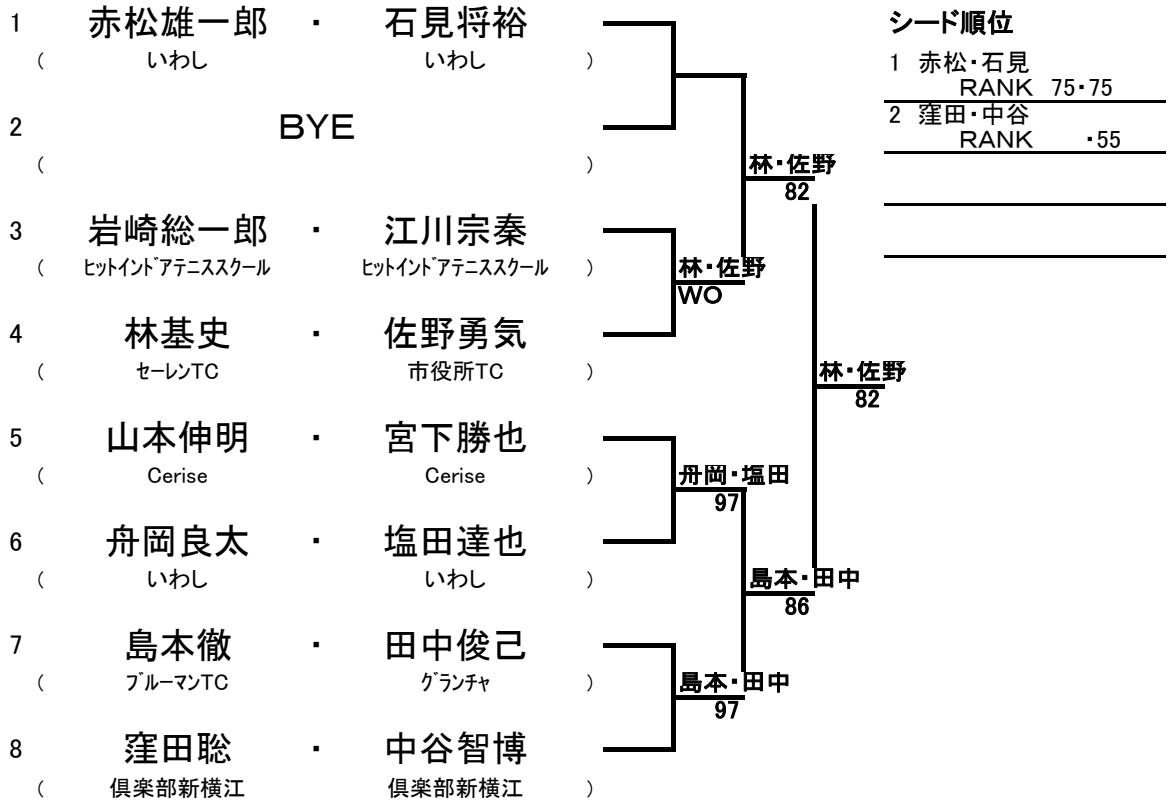 1 赤松雄一郎 ・ 石見将裕
( いわし いわし )
2 BYE
( )
3 岩崎総一郎 ・ 江川宗秦
( ヒットインドアテニススクール ヒットインドアテニススクール )
4 林基史 ・ 佐野勇気
( セーレンTC 市役所TC )
5 山本伸明 ・ 宮下勝也
( Cerise Cerise )
6 舟岡良太 ・ 塩田達也
( いわし いわし )
7 島本徹 ・ 田中俊己
( ブルーマンTC グランチャ )
8 窪田聡 ・ 中谷智博
( 倶楽部新横江 倶楽部新横江 )
林・佐野
WO
舟岡・塩田
97
島本・田中
97
林・佐野
82
島本・田中
86
林・佐野
82
シード順位
1 赤松・石見
RANK 75・75
2 窪田・中谷
RANK ・55